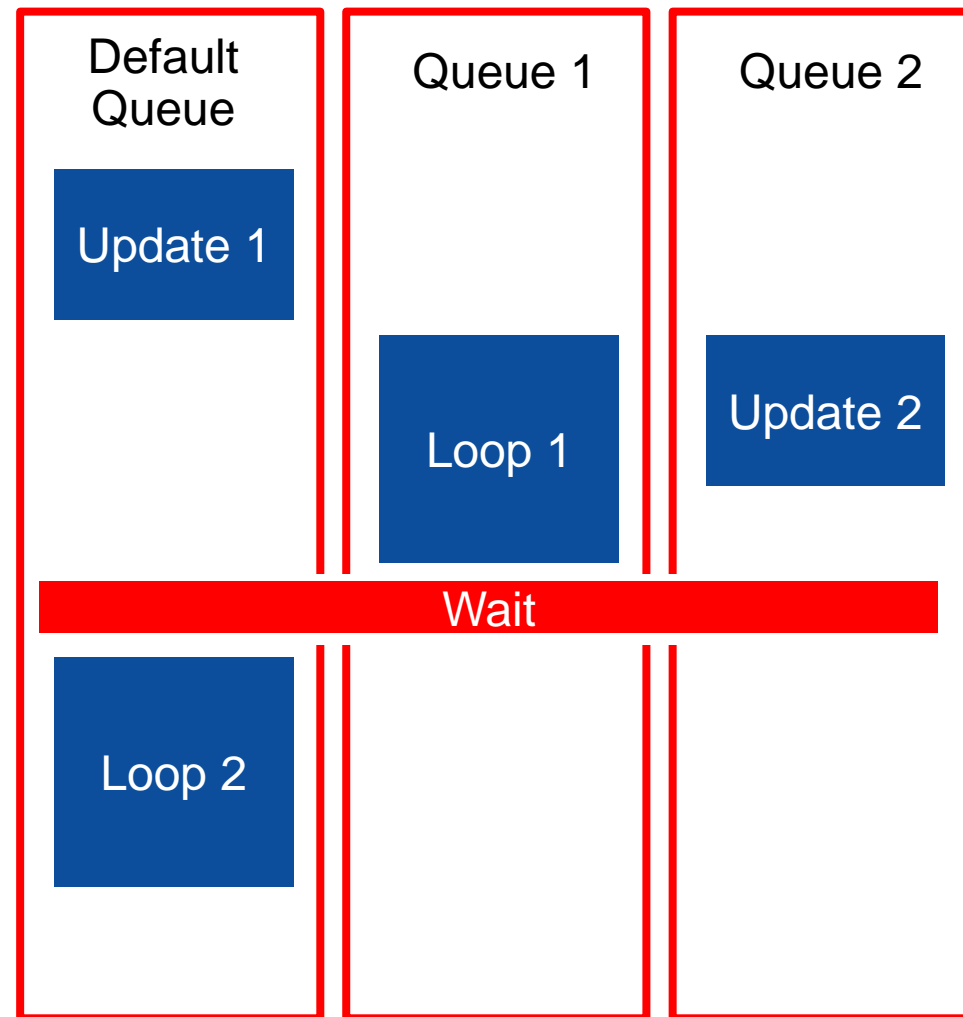 Default
Queue
Queue 1
Queue 2
Update 1
Loop 1
Update 2
Wait
Loop 2